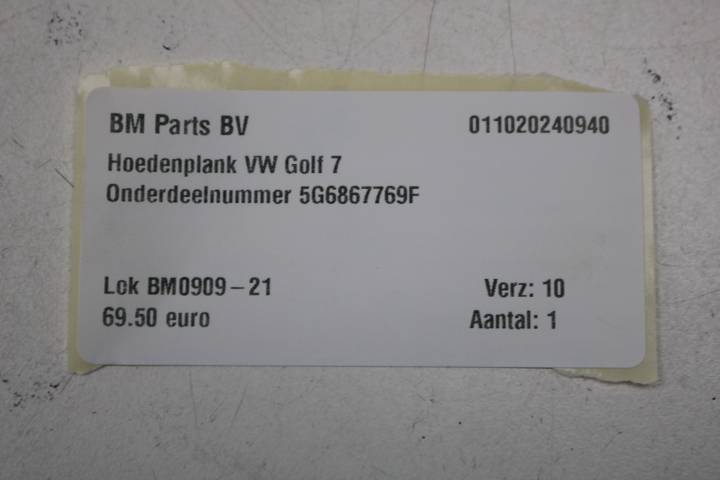 BM Parts BV 011020240940
Hoedenplank VW Golf 7
Onderdeelnummer 5G6867769F
Lok BM0909-21 Verz: 10
69.50 euro Aantal: 1